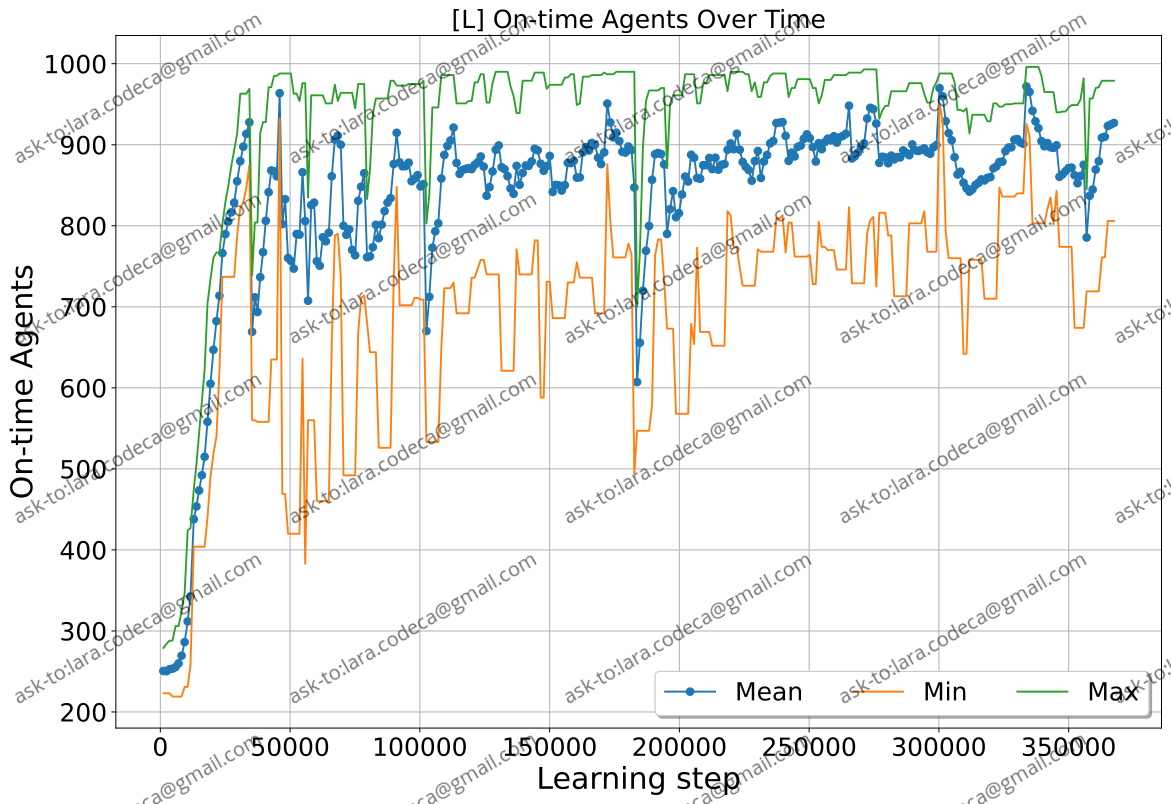 [L] On-time Agents Over Time
On-time Agents
1000
900
800
700
600
500
400
300
200
0 50000 100000 150000 200000 250000 300000 350000
Learning step
Mean Min Max
ask-to:lara.codeca@gmail.com